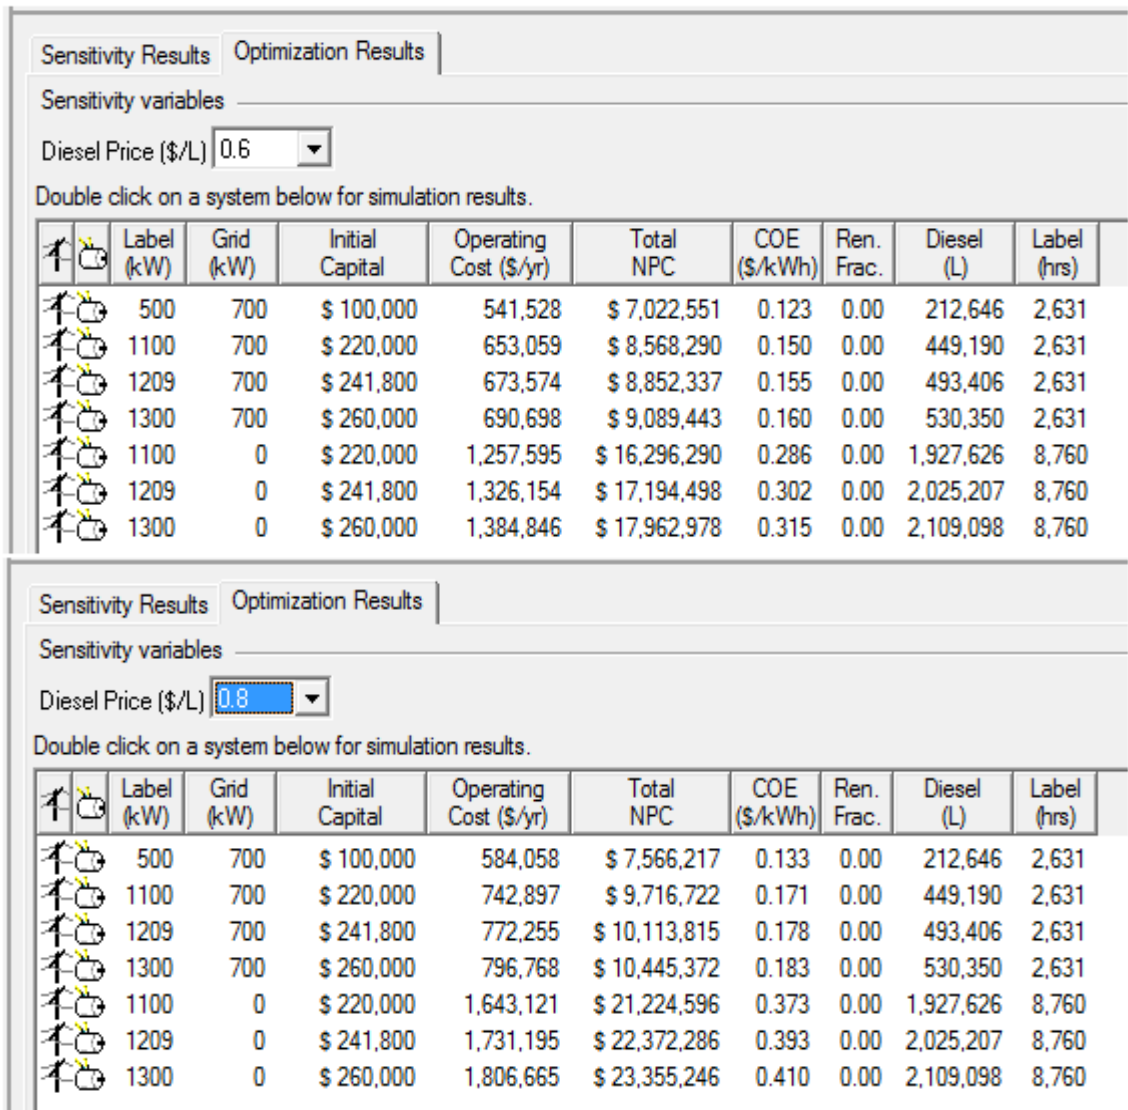 Sensitivity Results Optimization Results
Sensitivity variables
Diesel Price ($/L) 0.6
Double click on a system below for simulation results.
Label (kW) Grid (kW) Initial Capital Operating Cost ($/yr) Total NPC COE ($/kWh) Ren. Frac. Diesel (L) Label (hrs)
500 700 $ 100,000 541,528 $ 7,022,551 0.123 0.00 212,646 2,631
1100 700 $ 220,000 653,059 $ 8,568,290 0.150 0.00 449,190 2,631
1209 700 $ 241,800 673,574 $ 8,852,337 0.155 0.00 493,406 2,631
1300 700 $ 260,000 690,698 $ 9,089,443 0.160 0.00 530,350 2,631
1100 0 $ 220,000 1,257,595 $ 16,296,290 0.286 0.00 1,927,626 8,760
1209 0 $ 241,800 1,326,154 $ 17,194,498 0.302 0.00 2,025,207 8,760
1300 0 $ 260,000 1,384,846 $ 17,962,978 0.315 0.00 2,109,098 8,760
Sensitivity Results Optimization Results
Sensitivity variables
Diesel Price ($/L) 0.8
Double click on a system below for simulation results.
Label (kW) Grid (kW) Initial Capital Operating Cost ($/yr) Total NPC COE ($/kWh) Ren. Frac. Diesel (L) Label (hrs)
500 700 $ 100,000 584,058 $ 7,566,217 0.133 0.00 212,646 2,631
1100 700 $ 220,000 742,897 $ 9,716,722 0.171 0.00 449,190 2,631
1209 700 $ 241,800 772,255 $ 10,113,815 0.178 0.00 493,406 2,631
1300 700 $ 260,000 796,768 $ 10,445,372 0.183 0.00 530,350 2,631
1100 0 $ 220,000 1,643,121 $ 21,224,596 0.373 0.00 1,927,626 8,760
1209 0 $ 241,800 1,731,195 $ 22,372,286 0.393 0.00 2,025,207 8,760
1300 0 $ 260,000 1,806,665 $ 23,355,246 0.410 0.00 2,109,098 8,760